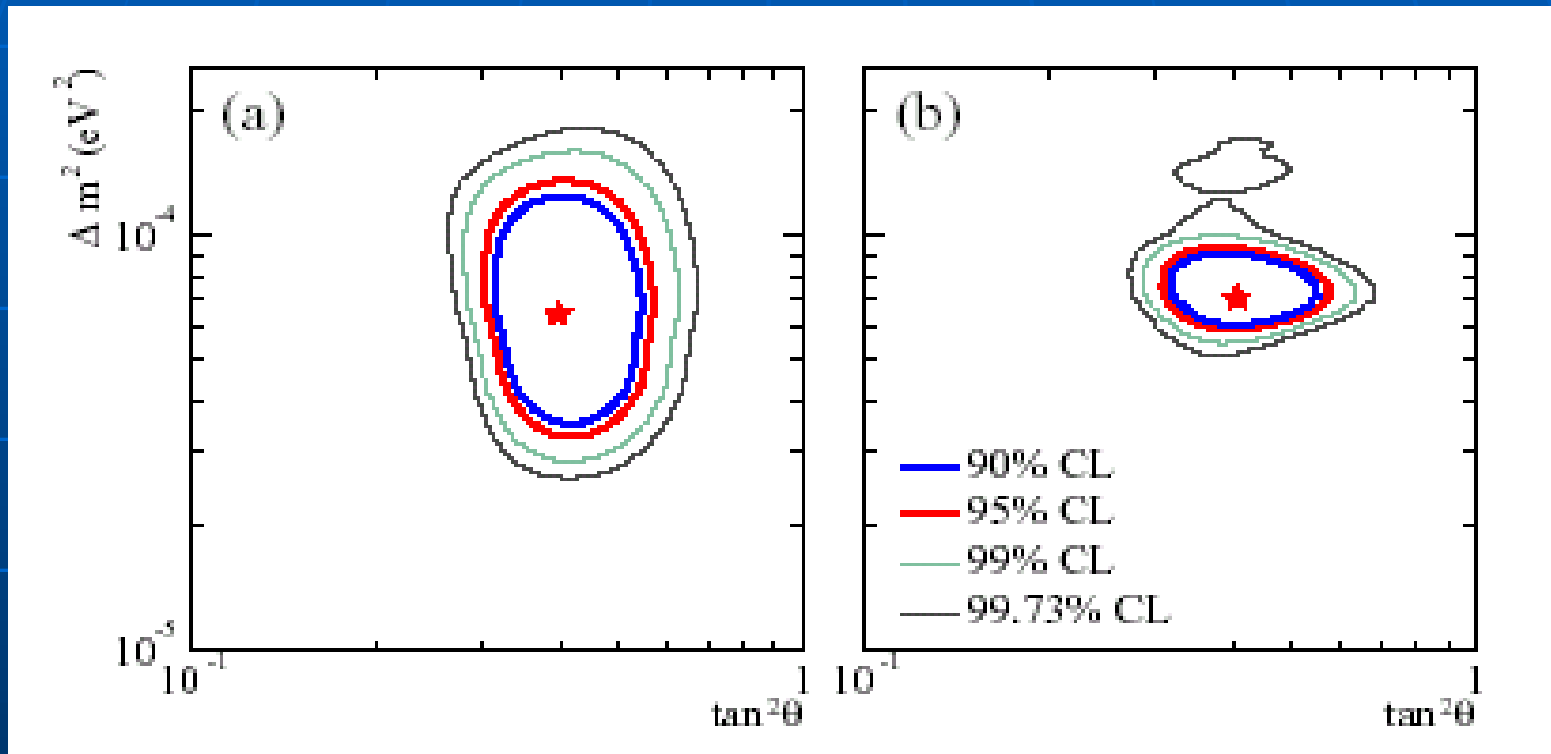 (a)
Δ m² (eV²)
10⁻⁴
10⁻⁵
10⁻¹
1
tan²θ
(b)
90% CL
95% CL
99% CL
99.73% CL
10⁻¹
1
tan²θ